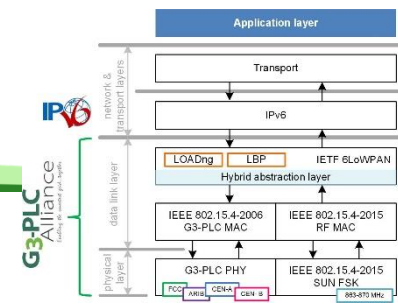 Application layer
network &
transport layers
Transport
IPv6
IPv6
G3-PLC
Alliance
data link layer
LOADng
LBP
IETF 6LoWPAN
Hybrid abstraction layer
IEEE 802.15.4-2006
G3-PLC MAC
IEEE 802.15.4-2015
RF MAC
physical
layer
G3-PLC PHY
IEEE 802.15.4-2015
SUN FSK
FCC
ARIB
CEN-A
CEN-B
863-870 MHz